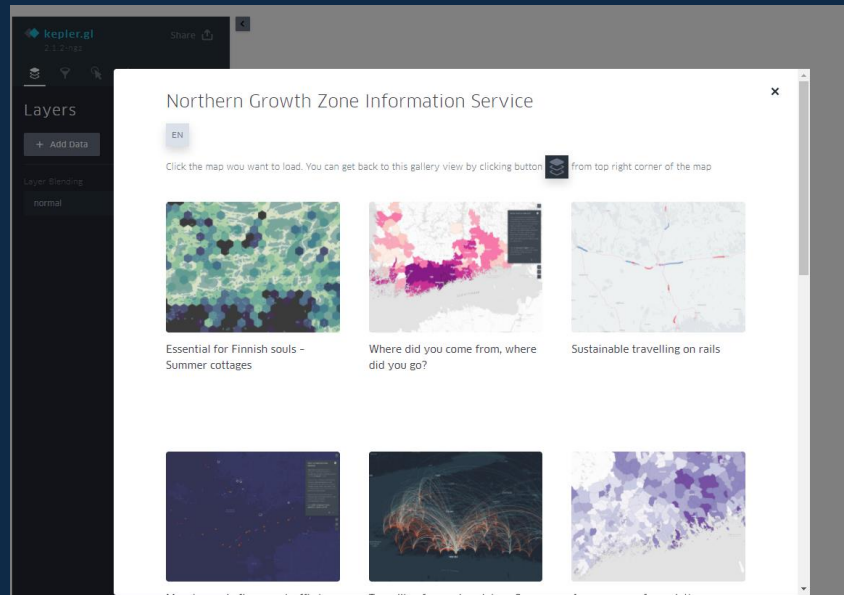 kepler.gl
Share
2.1.2-ngz
Layers
+ Add Data
Layer Blending
normal
Northern Growth Zone Information Service
EN
Click the map wou want to load. You can get back to this gallery view by clicking button
from top right corner of the map
Essential for Finnish souls –
Summer cottages
Where did you come from, where
did you go?
Sustainable travelling on rails